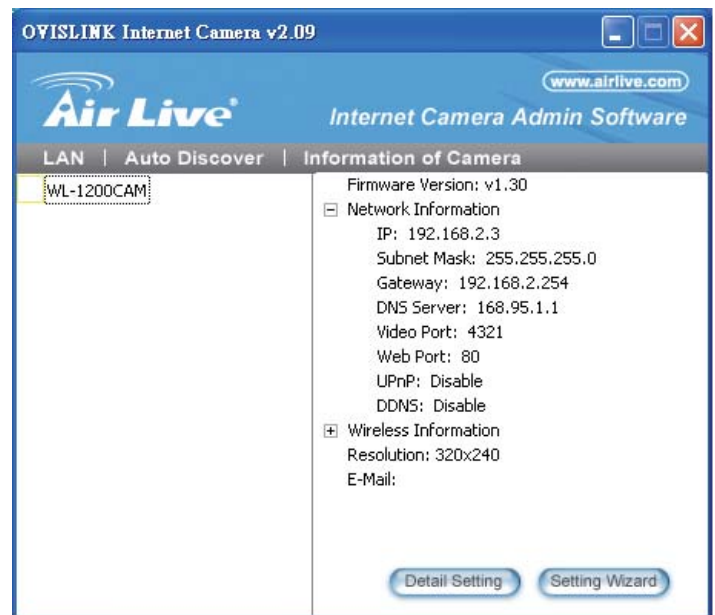 OVISLINK Internet Camera v2.09
www.airlive.com
Air Live®
Internet Camera Admin Software
LAN | Auto Discover | Information of Camera
WL-1200CAM
Firmware Version: v1.30
Network Information
IP: 192.168.2.3
Subnet Mask: 255.255.255.0
Gateway: 192.168.2.254
DNS Server: 168.95.1.1
Video Port: 4321
Web Port: 80
UPnP: Disable
DDNS: Disable
Wireless Information
Resolution: 320x240
E-Mail:
Detail Setting
Setting Wizard